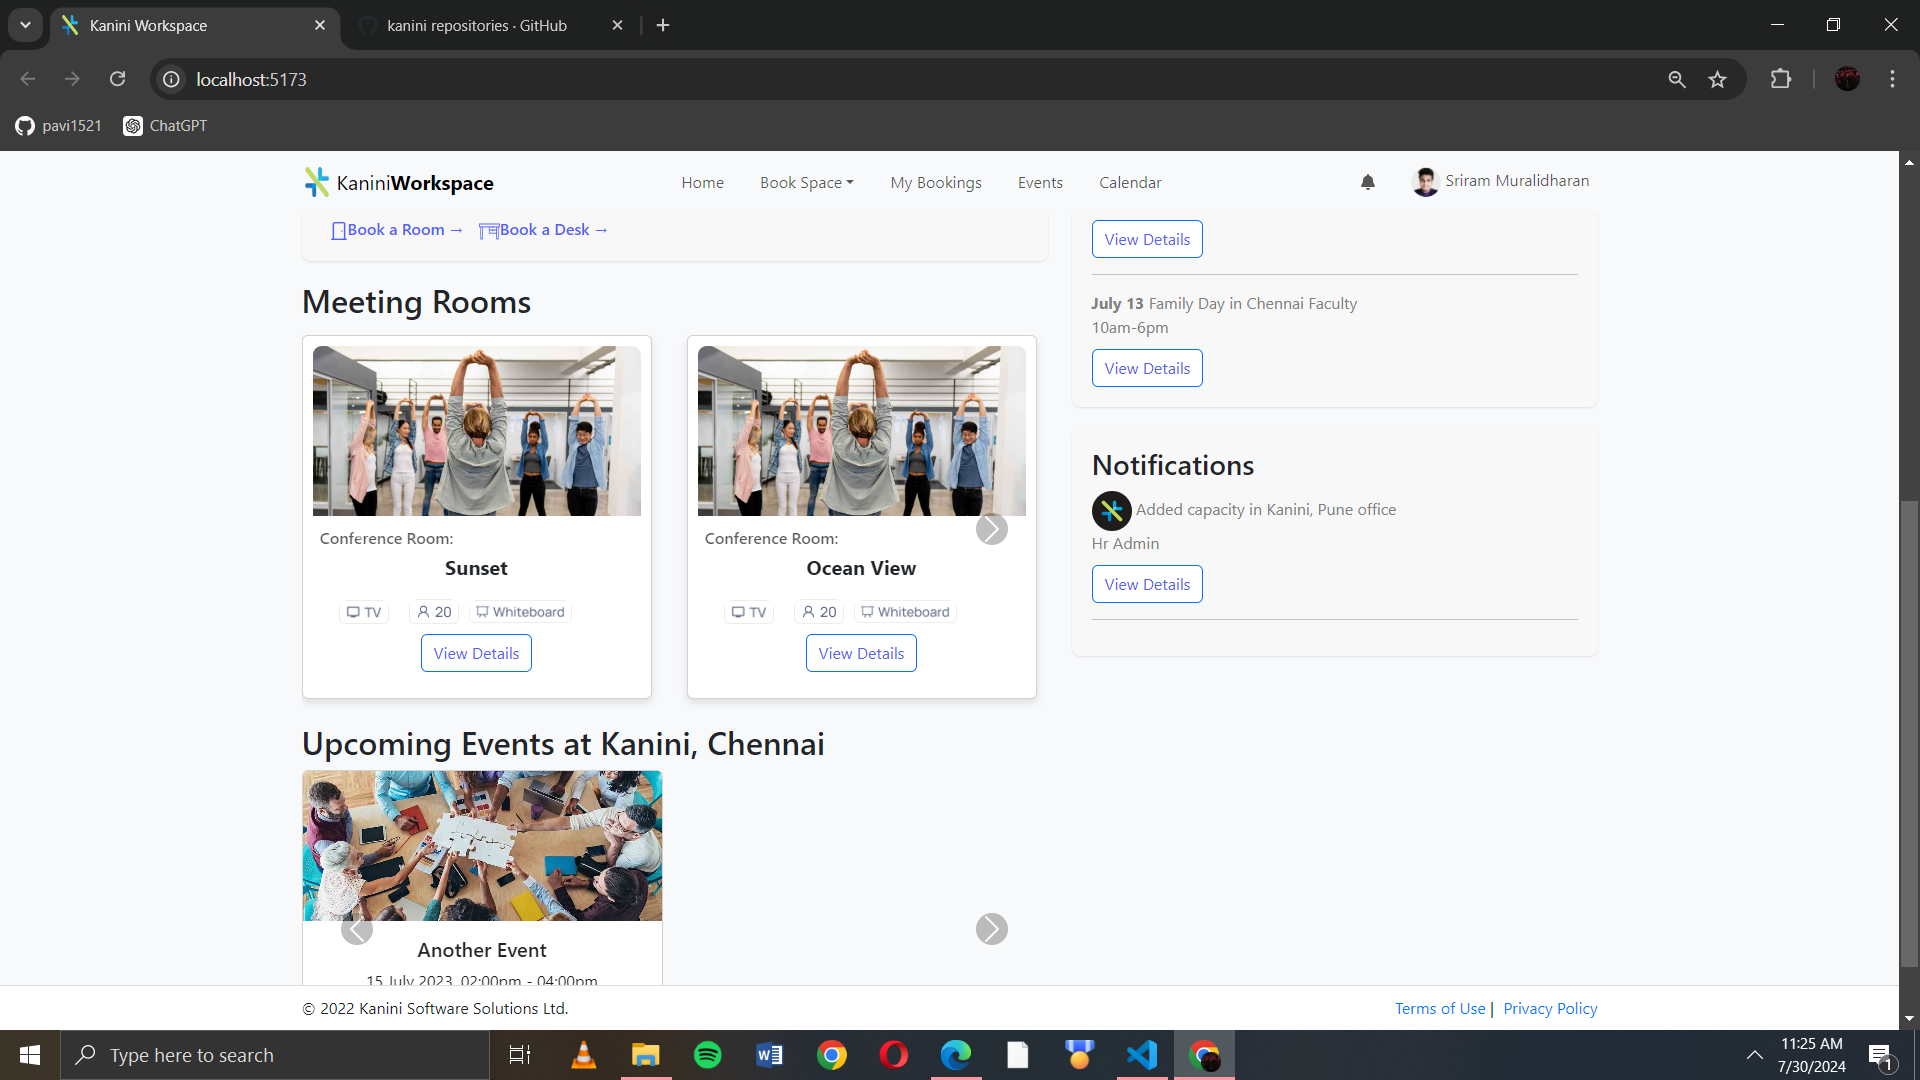 Kanini Workspace
kanini repositories · GitHub
localhost:5173
pavi1521
ChatGPT
KaniniWorkspace
Home
Book Space
My Bookings
Events
Calendar
Sriram Muralidharan
Book a Room →
Book a Desk →
View Details
July 13 Family Day in Chennai Faculty
10am-6pm
View Details
Meeting Rooms
Conference Room:
Sunset
TV
20
Whiteboard
View Details
Conference Room:
Ocean View
TV
20
Whiteboard
View Details
Notifications
Added capacity in Kanini, Pune office
Hr Admin
View Details
Upcoming Events at Kanini, Chennai
Another Event
15 July 2023, 02:00pm - 04:00pm
© 2022 Kanini Software Solutions Ltd.
Terms of Use | Privacy Policy
Type here to search
11:25 AM
7/30/2024
1